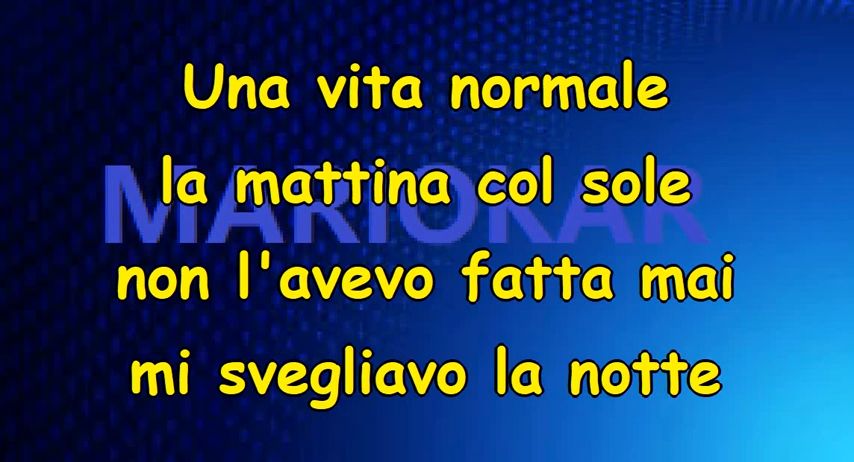 Una vita normale
la mattina col sole
MARIOKAR
non l'avevo fatta mai
mi svegliavo la notte